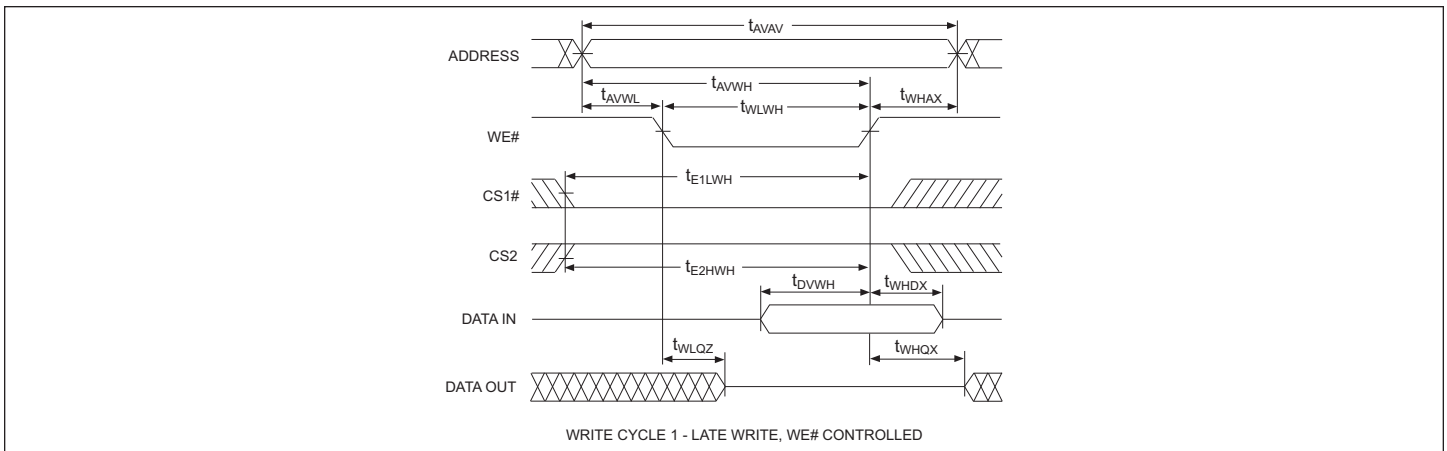 tAVAV
ADDRESS
tAVWH
tAVWL
tWLWH
tWHAX
WE#
tE1LWH
CS1#
CS2
tE2HWH
tDVWH
tWHDX
DATA IN
tWLQZ
tWHQX
DATA OUT
WRITE CYCLE 1 - LATE WRITE, WE# CONTROLLED